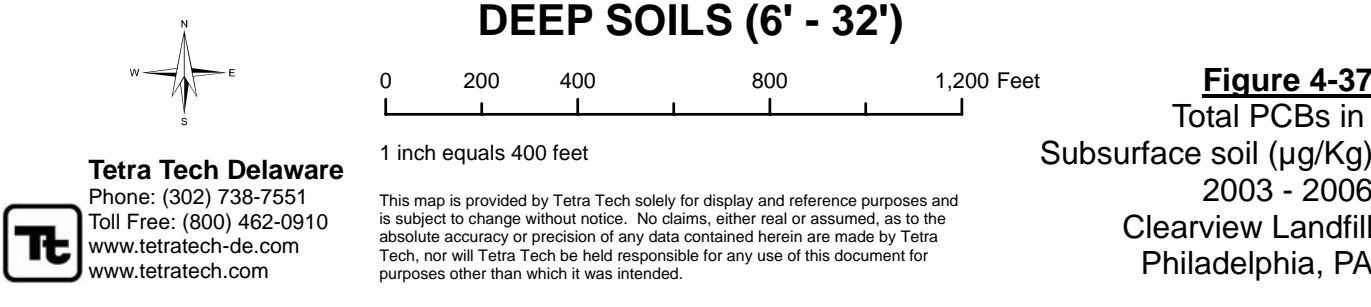 N
W E
S
DEEP SOILS (6' - 32')
0 200 400 800 1,200 Feet
1 inch equals 400 feet
This map is provided by Tetra Tech solely for display and reference purposes and
is subject to change without notice. No claims, either real or assumed, as to the
absolute accuracy or precision of any data contained herein are made by Tetra
Tech, nor will Tetra Tech be held responsible for any use of this document for
purposes other than which it was intended.
Tetra Tech Delaware
Phone: (302) 738-7551
Toll Free: (800) 462-0910
www.tetratech-de.com
www.tetratech.com
Tt
Figure 4-37
Total PCBs in
Subsurface soil (µg/Kg)
2003 - 2006
Clearview Landfill
Philadelphia, PA